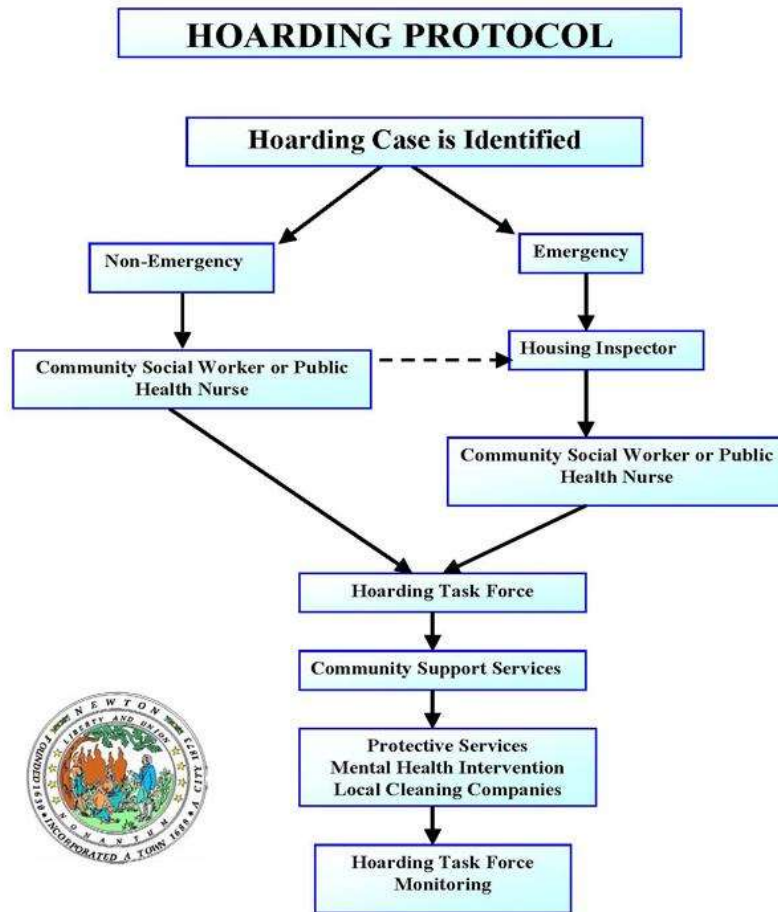 HOARDING PROTOCOL
Hoarding Case is Identified
Non-Emergency
Emergency
Community Social Worker or Public
Health Nurse
Housing Inspector
Community Social Worker or Public
Health Nurse
Hoarding Task Force
Community Support Services
Protective Services
Mental Health Intervention
Local Cleaning Companies
Hoarding Task Force
Monitoring
NEWTON
LIBERTY AND UNION
NONANTUM
FOUNDED 1630
INCORPORATED A TOWN 1688
A CITY 1873